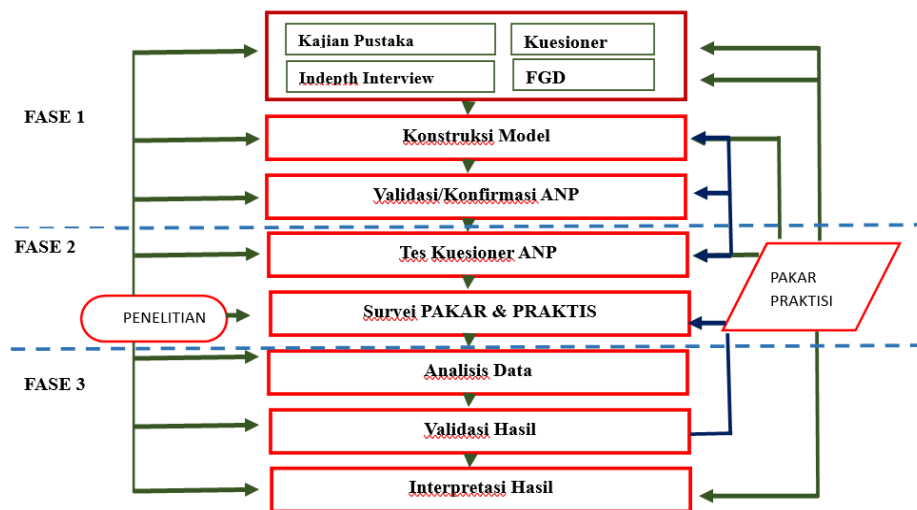 Kajian Pustaka
Kuesioner
Indepth Interview
FGD
FASE 1
Konstruksi Model
Validasi/Konfirmasi ANP
FASE 2
Tes Kuesioner ANP
PAKAR
PRAKTISI
PENELITIAN
Survei PAKAR & PRAKTIS
FASE 3
Analisis Data
Validasi Hasil
Interpretasi Hasil